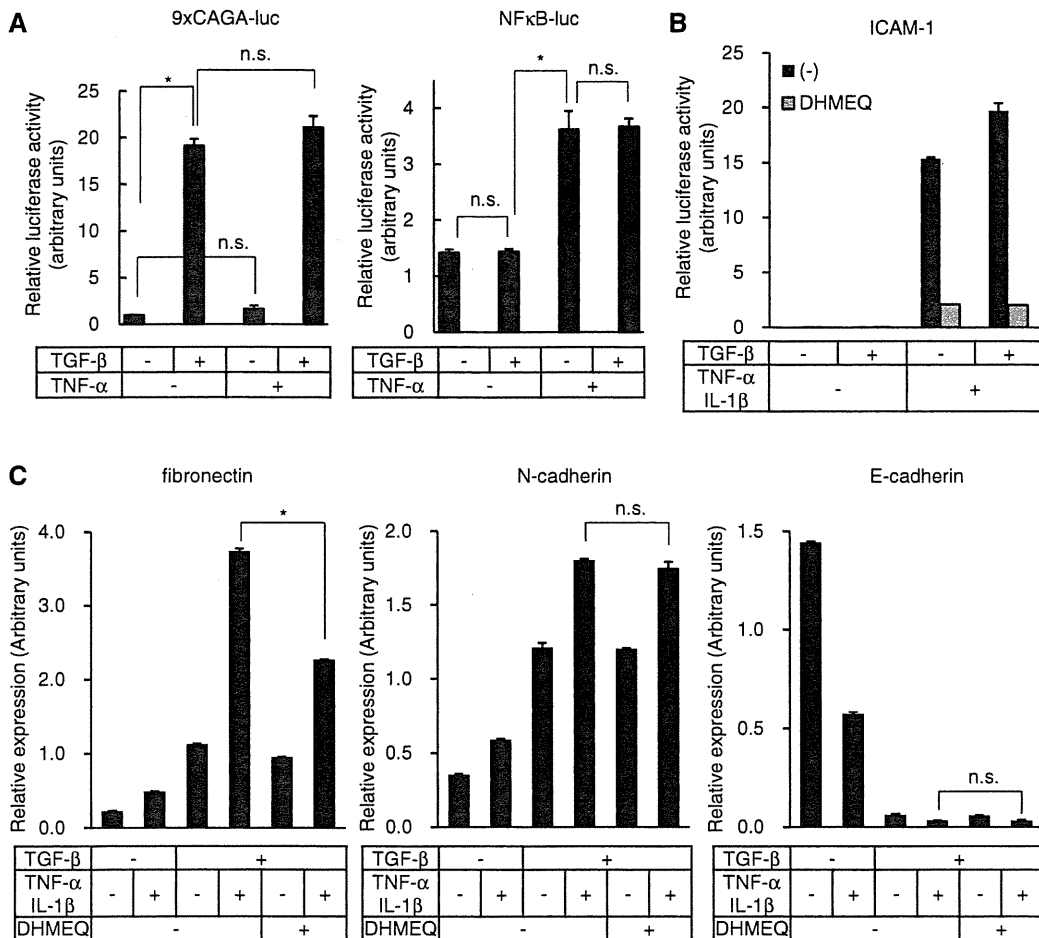 A
9xCAGA-luc
Relative luciferase activity
(arbitrary units)
25
20
15
10
5
0
*
n.s.
n.s.
TGF-β - + - +
TNF-α - +
NFκB-luc
Relative luciferase activity
(arbitrary units)
4
3
2
1
0
n.s.
*
n.s.
TGF-β - + - +
TNF-α - +
B
ICAM-1
Relative luciferase activity
(arbitrary units)
25
20
15
10
5
0
(-)
DHMEQ
TGF-β - + - +
TNF-α
IL-1β - +
C
fibronectin
Relative expression (Arbitrary units)
4.0
3.0
2.0
1.0
0.0
*
TGF-β - +
TNF-α
IL-1β - + - + - +
DHMEQ - +
N-cadherin
Relative expression (Arbitrary units)
2.0
1.5
1.0
0.5
0.0
n.s.
TGF-β - +
TNF-α
IL-1β - + - + - +
DHMEQ - +
E-cadherin
Relative expression (Arbitrary units)
1.5
1.0
0.5
0.0
n.s.
TGF-β - +
TNF-α
IL-1β - + - + - +
DHMEQ - +